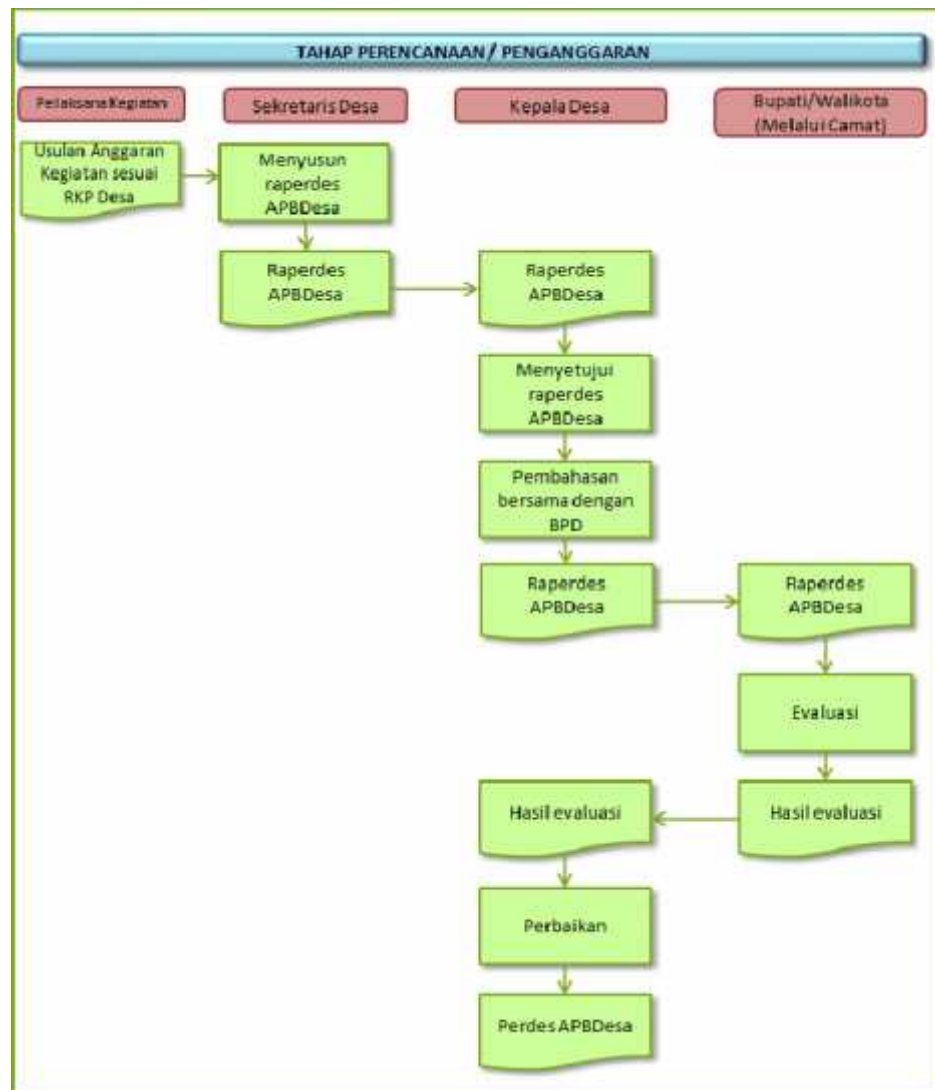 TAHAP PERENCANAAN / PENGANGGARAN
Pelaksana Kegiatan
Sekretaris Desa
Kepala Desa
Bupati/Walikota
(Melalui Camat)
Usulan Anggaran
Kegiatan sesuai
RKP Desa
Menyusun
raperdes
APBDesa
Raperdes
APBDesa
Raperdes
APBDesa
Menyetujui
raperdes
APBDesa
Pembahasan
bersama dengan
BPD
Raperdes
APBDesa
Raperdes
APBDesa
Evaluasi
Hasil evaluasi
Hasil evaluasi
Perbaikan
Perdes APBDesa